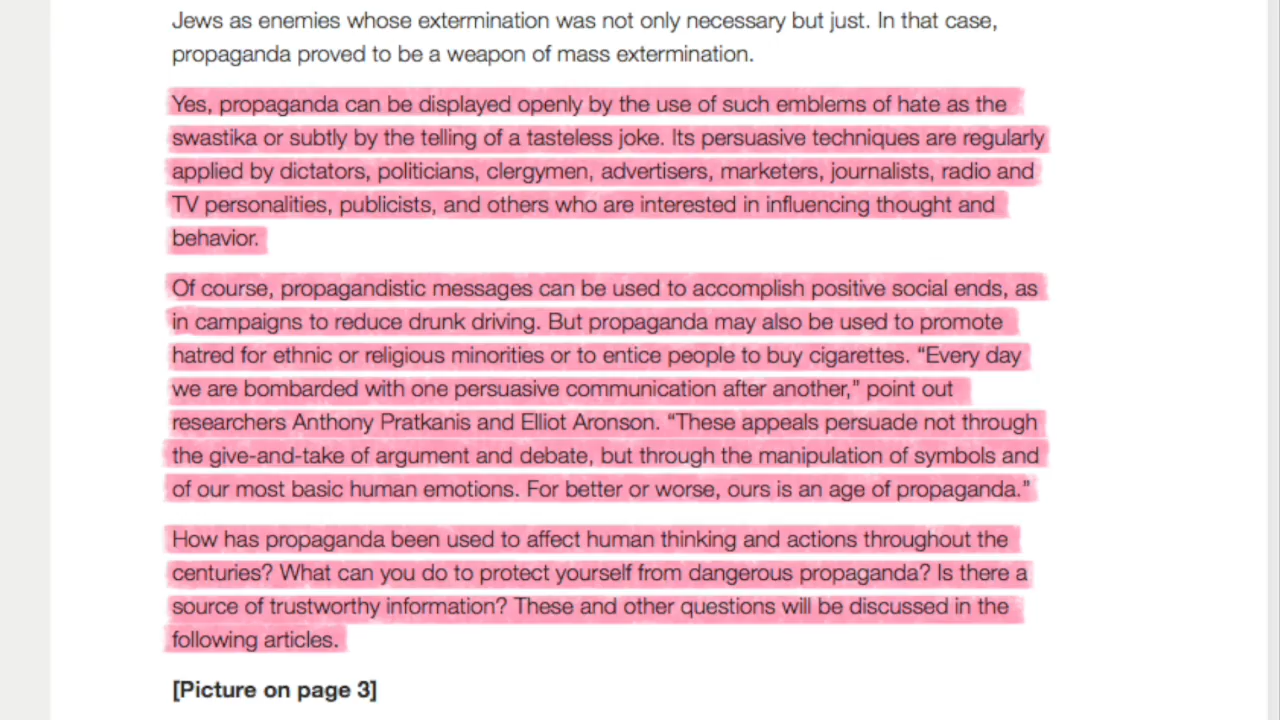 Jews as enemies whose extermination was not only necessary but just. In that case,
propaganda proved to be a weapon of mass extermination.
Yes, propaganda can be displayed openly by the use of such emblems of hate as the
swastika or subtly by the telling of a tasteless joke. Its persuasive techniques are regularly
applied by dictators, politicians, clergymen, advertisers, marketers, journalists, radio and
TV personalities, publicists, and others who are interested in influencing thought and
behavior.
Of course, propagandistic messages can be used to accomplish positive social ends, as
in campaigns to reduce drunk driving. But propaganda may also be used to promote
hatred for ethnic or religious minorities or to entice people to buy cigarettes. “Every day
we are bombarded with one persuasive communication after another,” point out
researchers Anthony Pratkanis and Elliot Aronson. “These appeals persuade not through
the give-and-take of argument and debate, but through the manipulation of symbols and
of our most basic human emotions. For better or worse, ours is an age of propaganda.”
How has propaganda been used to affect human thinking and actions throughout the
centuries? What can you do to protect yourself from dangerous propaganda? Is there a
source of trustworthy information? These and other questions will be discussed in the
following articles.
[Picture on page 3]